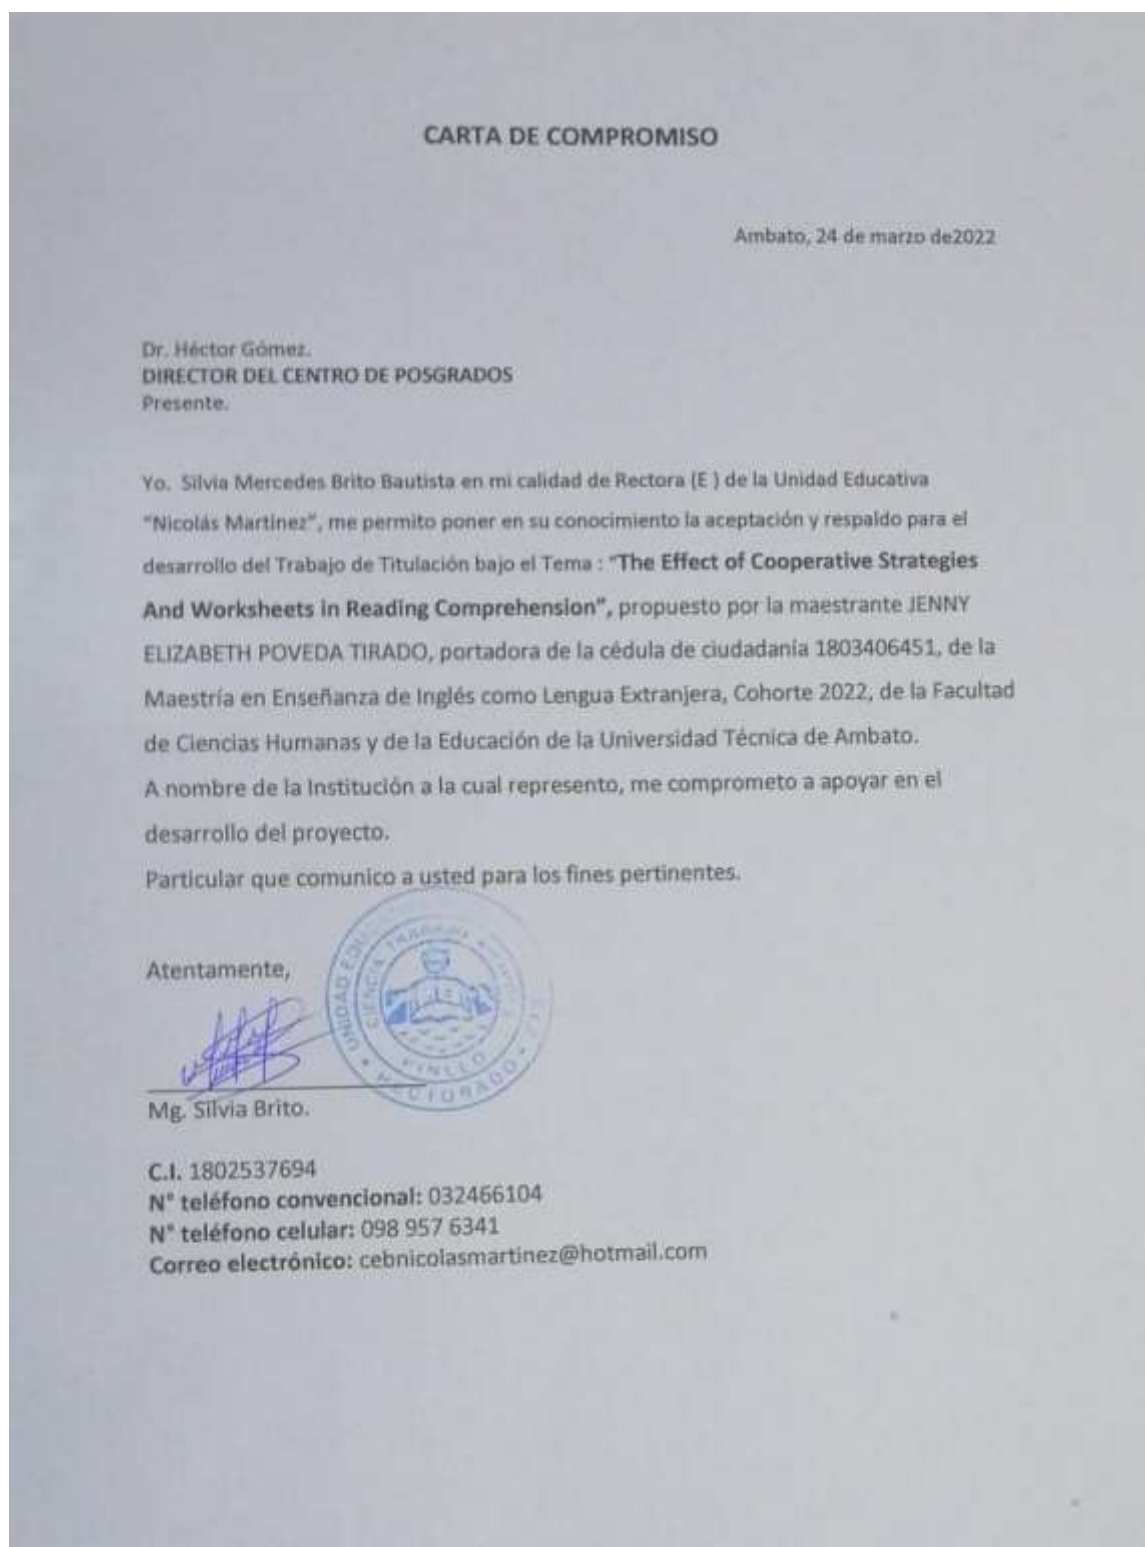 CARTA DE COMPROMISO
Ambato, 24 de marzo de2022
Dr. Héctor Gómez.
DIRECTOR DEL CENTRO DE POSGRADOS
Presente.
Yo. Silvia Mercedes Brito Bautista en mi calidad de Rectora (E ) de la Unidad Educativa
"Nicolás Martínez", me permito poner en su conocimiento la aceptación y respaldo para el
desarrollo del Trabajo de Titulación bajo el Tema : "The Effect of Cooperative Strategies
And Worksheets in Reading Comprehension", propuesto por la maestrante JENNY
ELIZABETH POVEDA TIRADO, portadora de la cédula de ciudadanía 1803406451, de la
Maestría en Enseñanza de Inglés como Lengua Extranjera, Cohorte 2022, de la Facultad
de Ciencias Humanas y de la Educación de la Universidad Técnica de Ambato.
A nombre de la Institución a la cual represento, me comprometo a apoyar en el
desarrollo del proyecto.
Particular que comunico a usted para los fines pertinentes.
Atentamente,
UNIDAD
CIENCIA TRABAJO
PINLLO
RECTORADO
Mg. Silvia Brito.
C.I. 1802537694
N° teléfono convencional: 032466104
N° teléfono celular: 098 957 6341
Correo electrónico: cebnicolasmartinez@hotmail.com